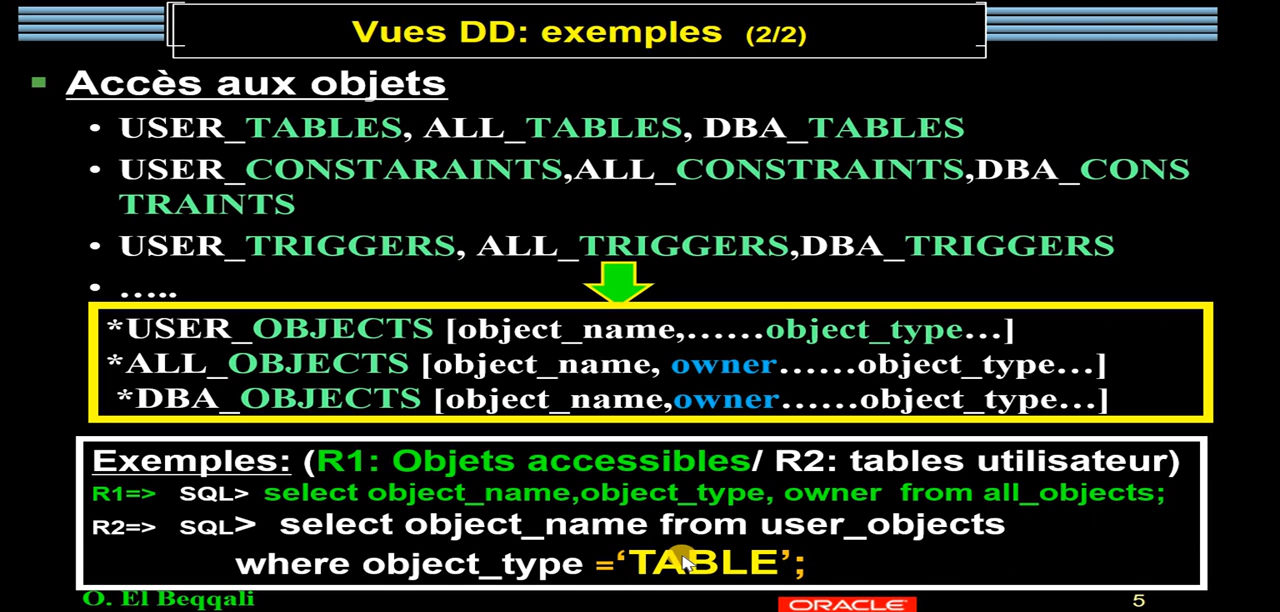 Vues DD: exemples (2/2)
Accès aux objets
• USER_TABLES, ALL_TABLES, DBA_TABLES
• USER_CONSTARAINTS,ALL_CONSTRAINTS,DBA_CONS
TRAINTS
• USER_TRIGGERS, ALL_TRIGGERS,DBA_TRIGGERS
• …..
*USER_OBJECTS [object_name,……object_type…]
*ALL_OBJECTS [object_name, owner……object_type…]
*DBA_OBJECTS [object_name,owner……object_type…]
Exemples: (R1: Objets accessibles/ R2: tables utilisateur)
R1=> SQL> select object_name,object_type, owner from all_objects;
R2=> SQL> select object_name from user_objects
where object_type =‘TABLE’;
O. El Beqqali
ORACLE
5